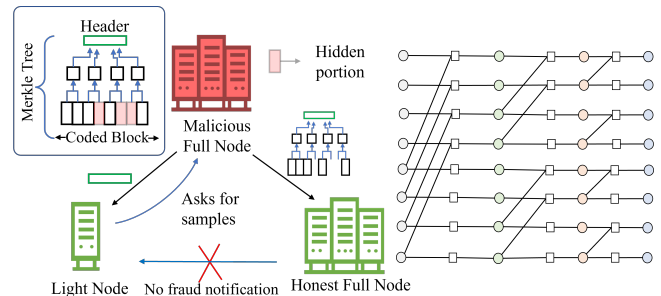 Header
Merkle Tree
Coded Block
Malicious
Full Node
Hidden
portion
Asks for
samples
Light Node
No fraud notification
Honest Full Node